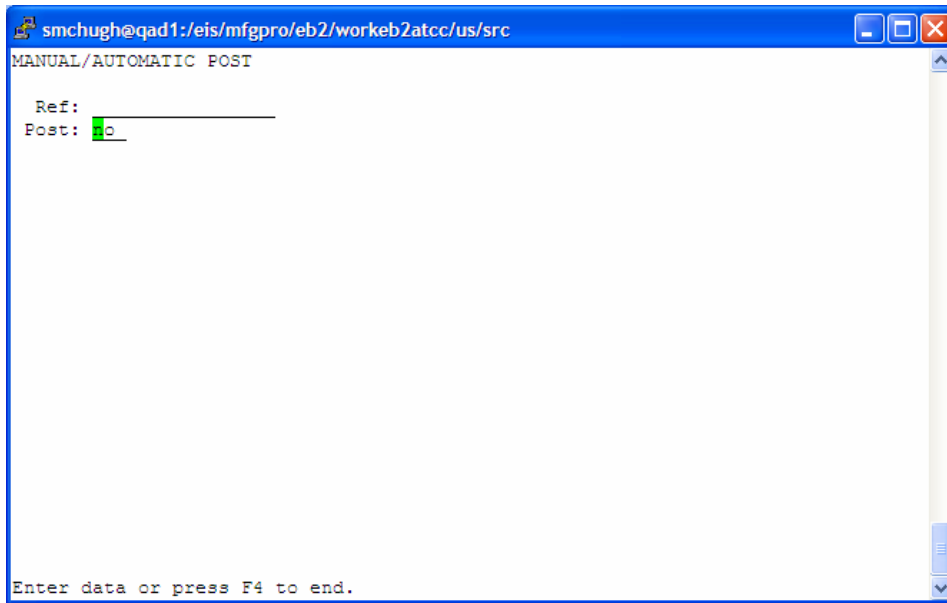 smchugh@qad1:/eis/mfgpro/eb2/workeb2atcc/us/src
MANUAL/AUTOMATIC POST
Ref:
Post: no
Enter data or press F4 to end.